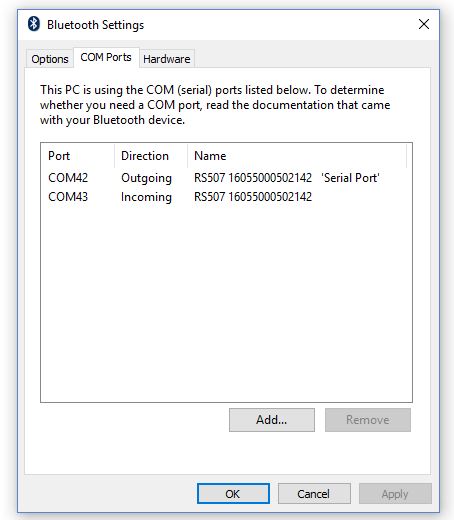 Bluetooth Settings
Options COM Ports Hardware
This PC is using the COM (serial) ports listed below. To determine
whether you need a COM port, read the documentation that came
with your Bluetooth device.
Port Direction Name
COM42 Outgoing RS507 16055000502142 'Serial Port'
COM43 Incoming RS507 16055000502142
Add... Remove
OK Cancel Apply